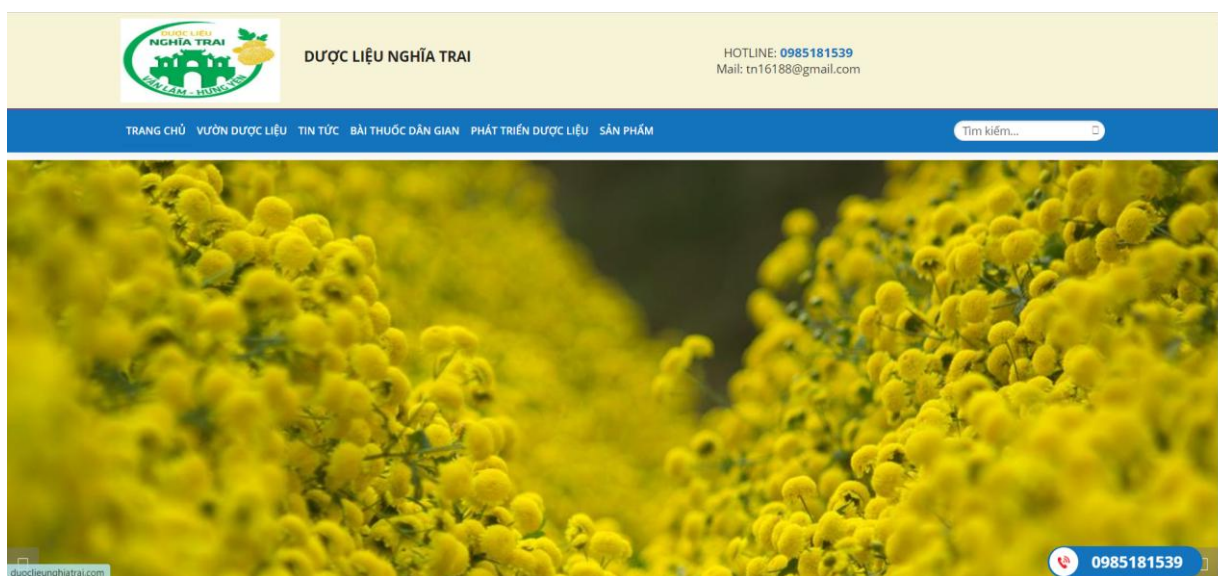 DƯỢC LIỆU
NGHĨA TRAI
VĂN LÂM - HƯNG YÊN
DƯỢC LIỆU NGHĨA TRAI
HOTLINE: 0985181539
Mail: tn16188@gmail.com
TRANG CHỦ VƯỜN DƯỢC LIỆU TIN TỨC BÀI THUỐC DÂN GIAN PHÁT TRIỂN DƯỢC LIỆU SẢN PHẨM
Tìm kiếm...
0985181539
duoclieunghiatrai.com